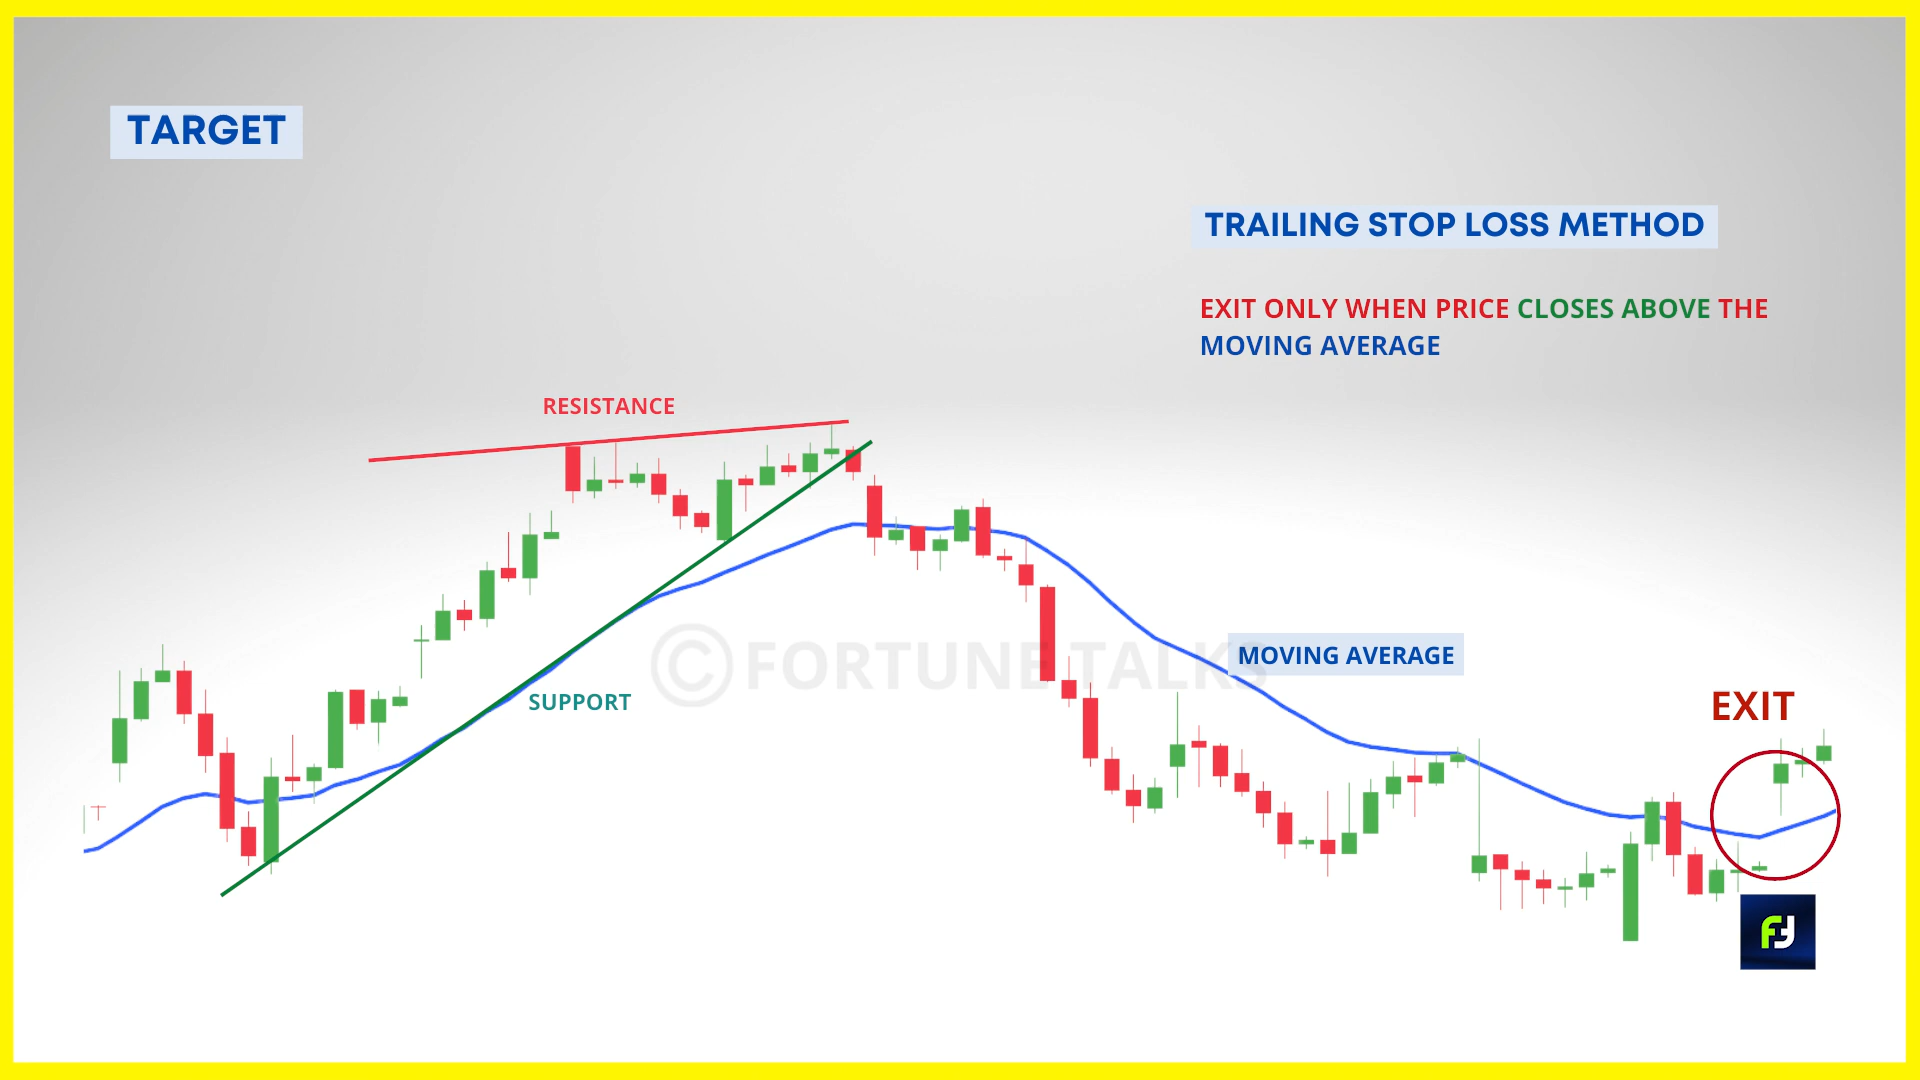 TARGET
TRAILING STOP LOSS METHOD
EXIT ONLY WHEN PRICE CLOSES ABOVE THE
MOVING AVERAGE
RESISTANCE
© FORTUNE TALKS
MOVING AVERAGE
SUPPORT
EXIT